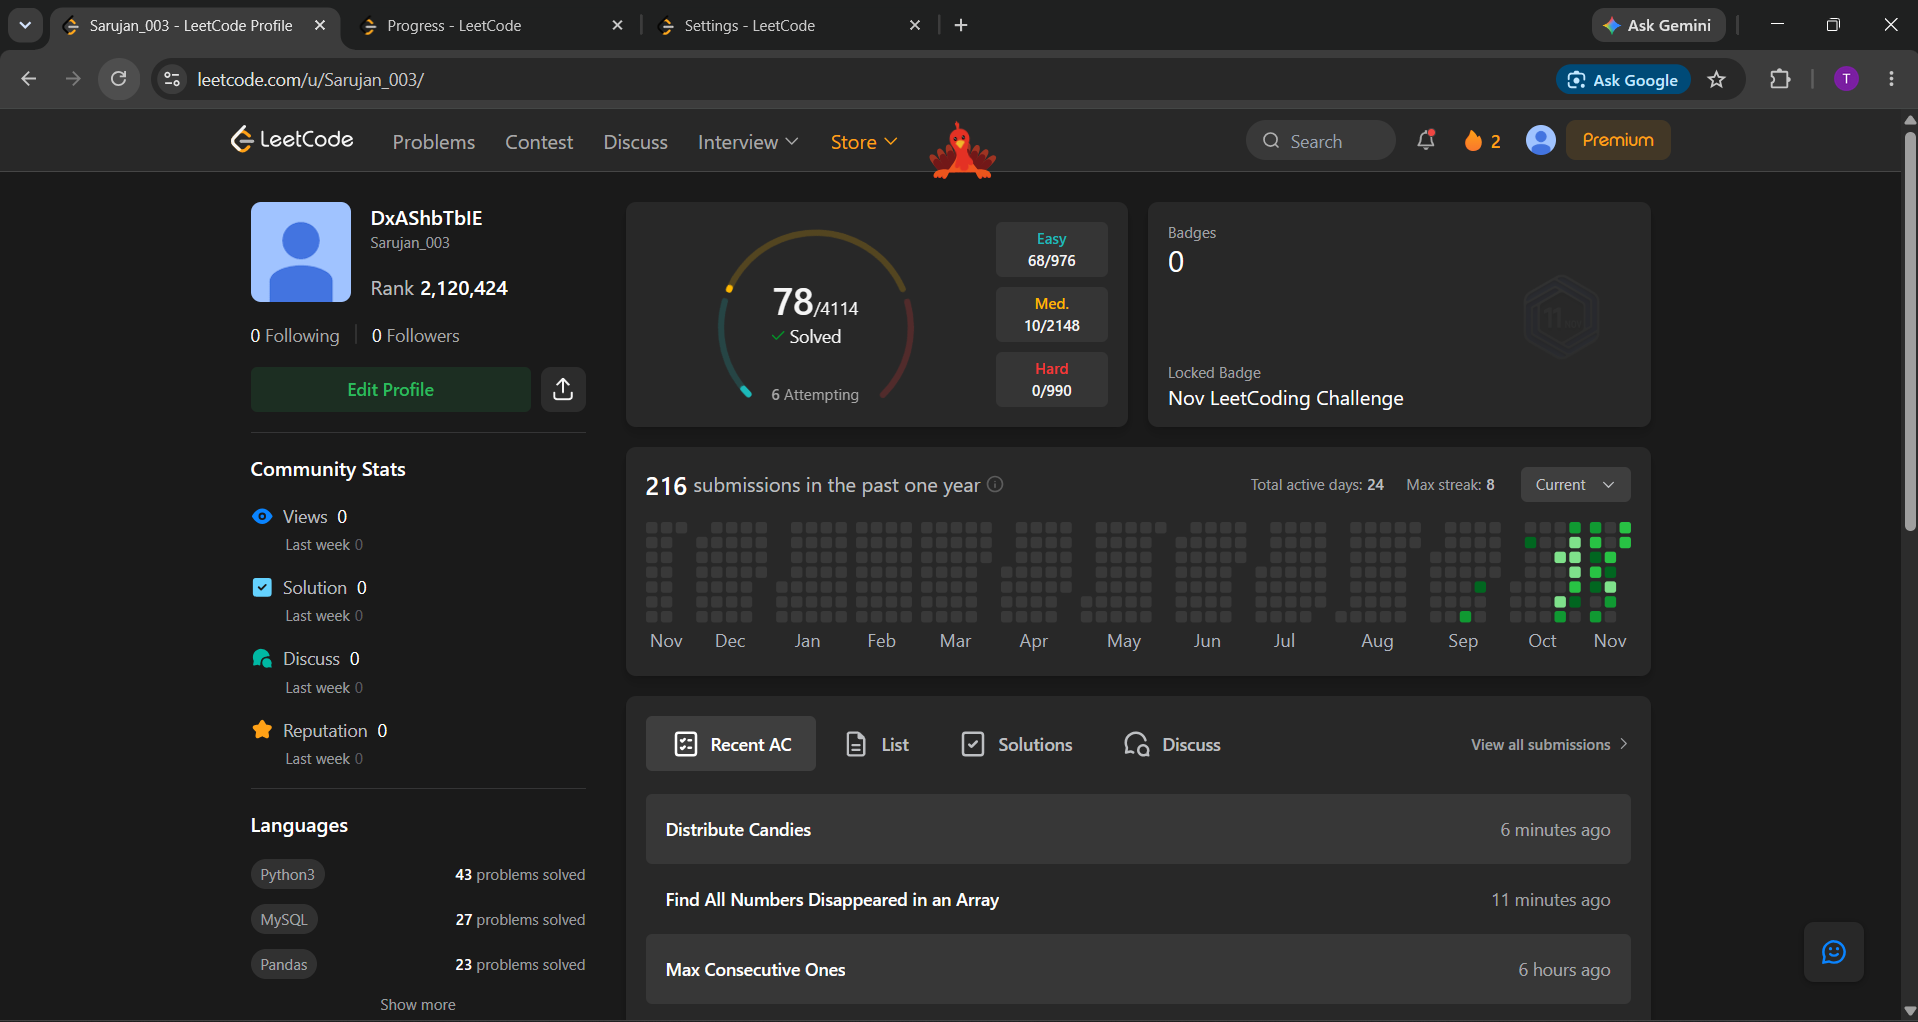 Sarujan_003 - LeetCode Profile
Progress - LeetCode
Settings - LeetCode
Ask Gemini
leetcode.com/u/Sarujan_003/
Ask Google
T
LeetCode
Problems
Contest
Discuss
Interview
Store
Search
2
Premium
DxAShbTbIE
Sarujan_003
Rank 2,120,424
0 Following
0 Followers
Edit Profile
Community Stats
Views 0
Last week 0
Solution 0
Last week 0
Discuss 0
Last week 0
Reputation 0
Last week 0
Languages
Python3 43 problems solved
MySQL 27 problems solved
Pandas 23 problems solved
Show more
78/4114
Solved
6 Attempting
Easy
68/976
Med.
10/2148
Hard
0/990
Badges
0
11
Locked Badge
Nov LeetCoding Challenge
216 submissions in the past one year
Total active days: 24
Max streak: 8
Current
Nov Dec Jan Feb Mar Apr May Jun Jul Aug Sep Oct Nov
Recent AC
List
Solutions
Discuss
View all submissions
Distribute Candies 6 minutes ago
Find All Numbers Disappeared in an Array 11 minutes ago
Max Consecutive Ones 6 hours ago